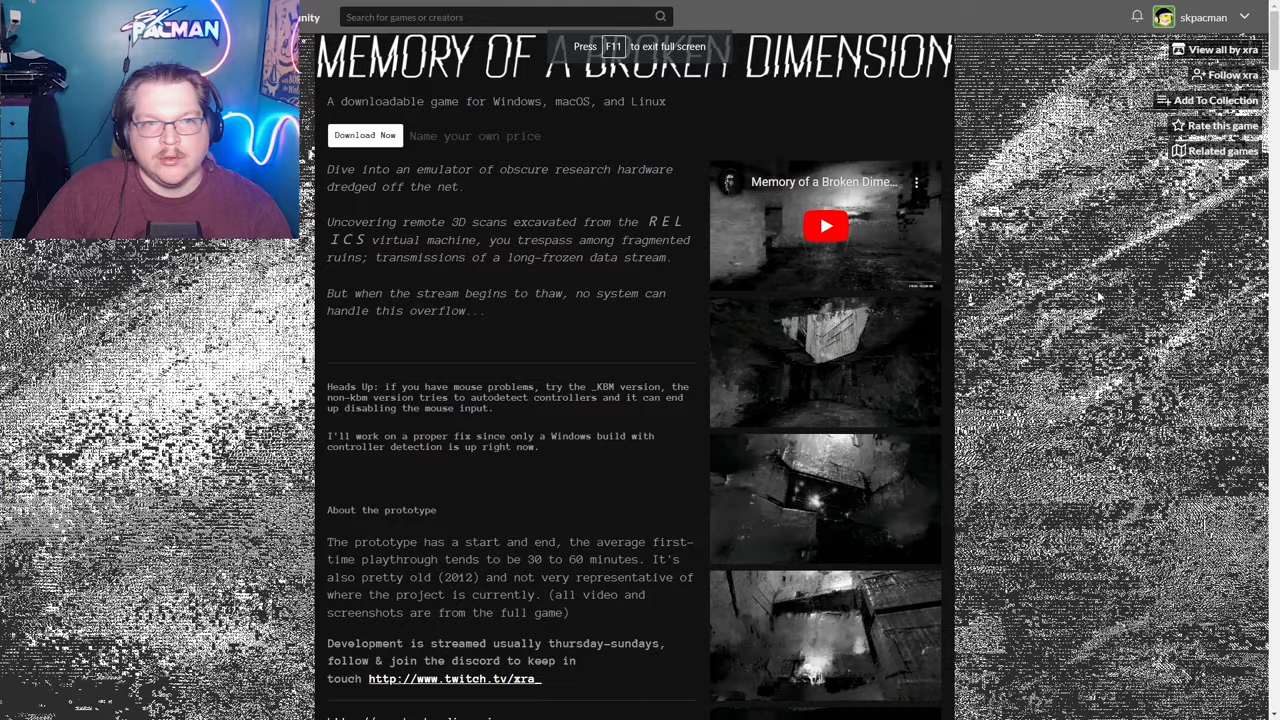 SK
PACMAN
unity
Search for games or creators
skpacman
Press F11 to exit full screen
MEMORY OF A BROKEN DIMENSION
View all by xra
Follow xra
Add To Collection
Rate this game
Related games
A downloadable game for Windows, macOS, and Linux
Download Now Name your own price
Dive into an emulator of obscure research hardware
dredged off the net.
Uncovering remote 3D scans excavated from the R E L
I C S virtual machine, you trespass among fragmented
ruins; transmissions of a long-frozen data stream.
But when the stream begins to thaw, no system can
handle this overflow...
Memory of a Broken Dime...
Heads Up: if you have mouse problems, try the _KBM version, the
non-kbm version tries to autodetect controllers and it can end
up disabling the mouse input.
I'll work on a proper fix since only a Windows build with
controller detection is up right now.
About the prototype
The prototype has a start and end, the average first-
time playthrough tends to be 30 to 60 minutes. It's
also pretty old (2012) and not very representative of
where the project is currently. (all video and
screenshots are from the full game)
Development is streamed usually thursday-sundays,
follow & join the discord to keep in
touch http://www.twitch.tv/xra_